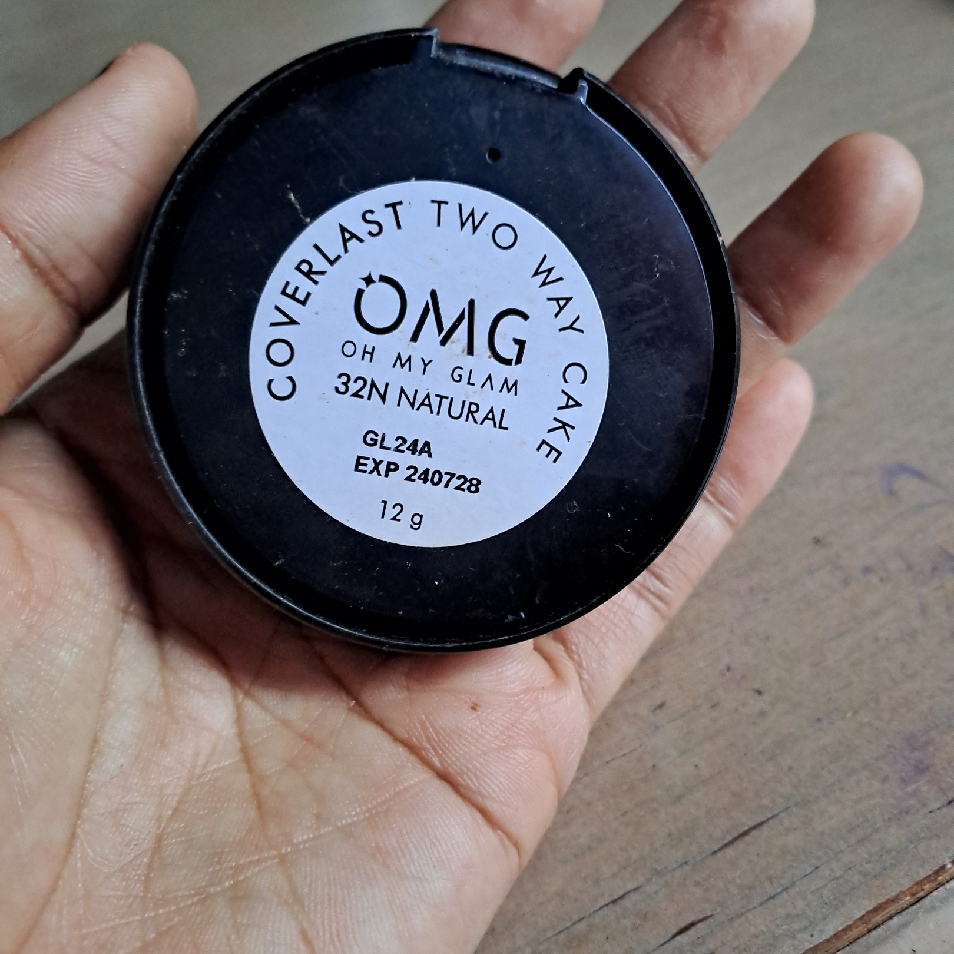 COVERLAST TWO WAY CAKE
OMG
OH MY GLAM
32N NATURAL
GL24A
EXP 240728
12 g